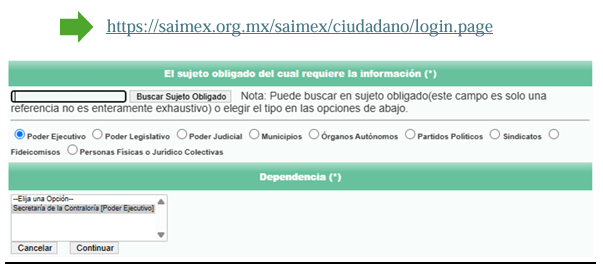 https://saimex.org.mx/saimex/ciudadano/login.page
El sujeto obligado del cual requiere la información (*)
Buscar Sujeto Obligado Nota: Puede buscar en sujeto obligado(este campo es solo una
referencia no es enteramente exhaustivo) o elegir el tipo en las opciones de abajo.
Poder Ejecutivo Poder Legislativo Poder Judicial Municipios Órganos Autónomos Partidos Políticos Sindicatos
Fideicomisos Personas Físicas o Jurídico Colectivas
Dependencia (*)
--Elija una Opción--
Secretaría de la Contraloría [Poder Ejecutivo]
Cancelar Continuar